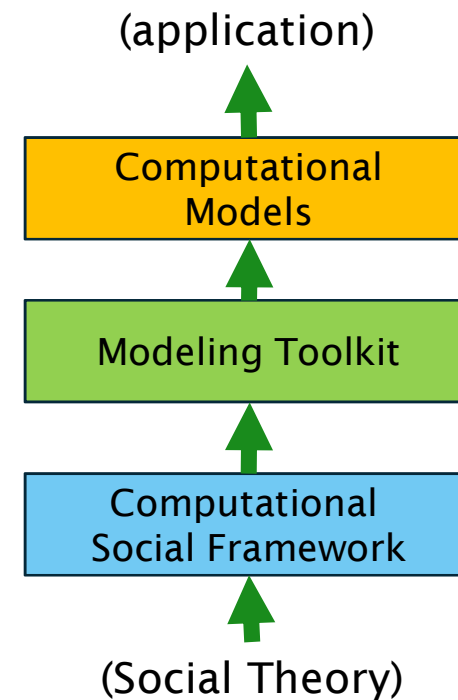 (application)
Computational
Models
Modeling Toolkit
Computational
Social Framework
(Social Theory)